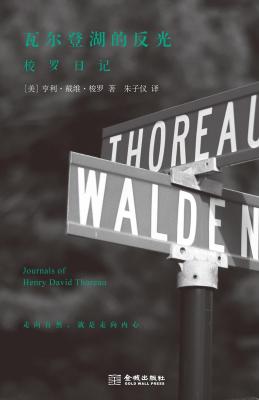 瓦尔登湖的反光
梭罗日记
[美] 亨利·戴维·梭罗 著 朱子仪 译
THOREAU
WALDEN
Journals of
Henry David Thoreau
走向自然，就是走向内心
金城出版社
GOLD WALL PRESS